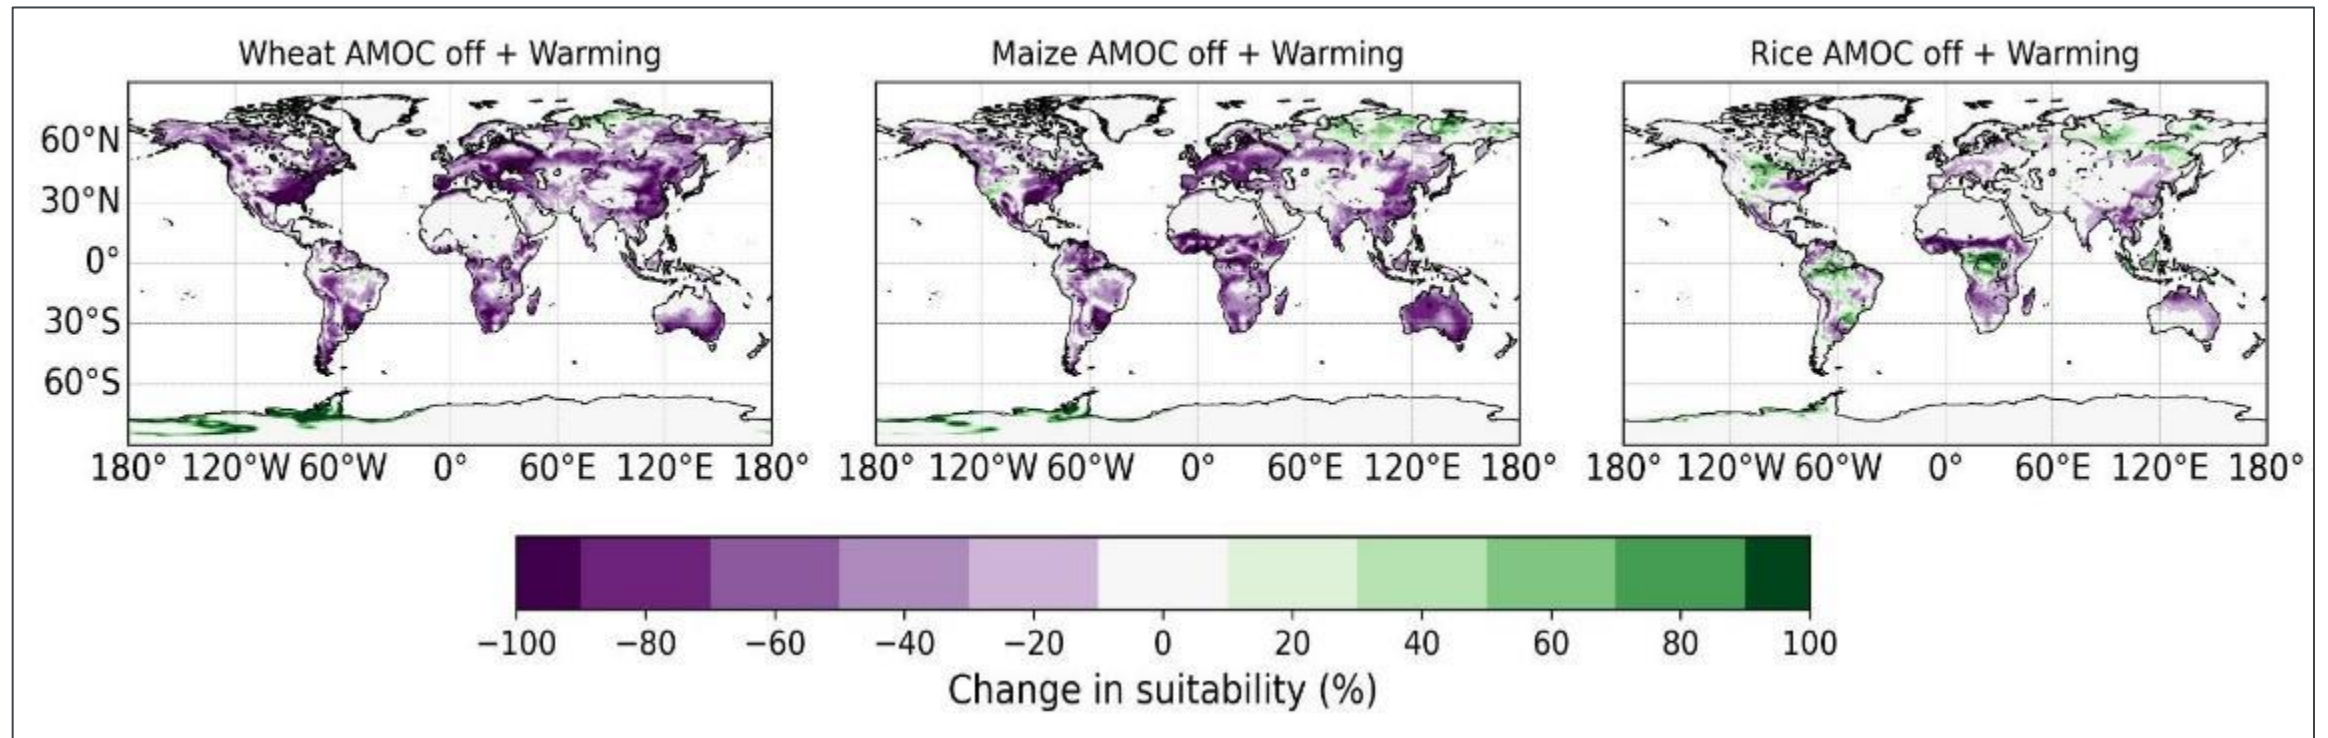 Wheat AMOC off + Warming
Maize AMOC off + Warming
Rice AMOC off + Warming
60°N
30°N
0°
30°S
60°S
180° 120°W 60°W 0° 60°E 120°E 180°
180° 120°W 60°W 0° 60°E 120°E 180°
180° 120°W 60°W 0° 60°E 120°E 180°
−100 −80 −60 −40 −20 0 20 40 60 80 100
Change in suitability (%)